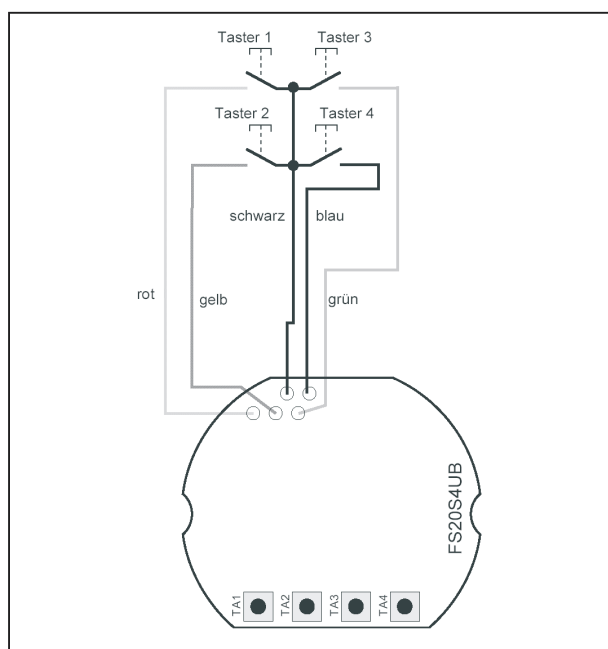 Taster 1
Taster 3
Taster 2
Taster 4
schwarz
blau
rot
gelb
grün
FS20S4UB
TA1
TA2
TA3
TA4